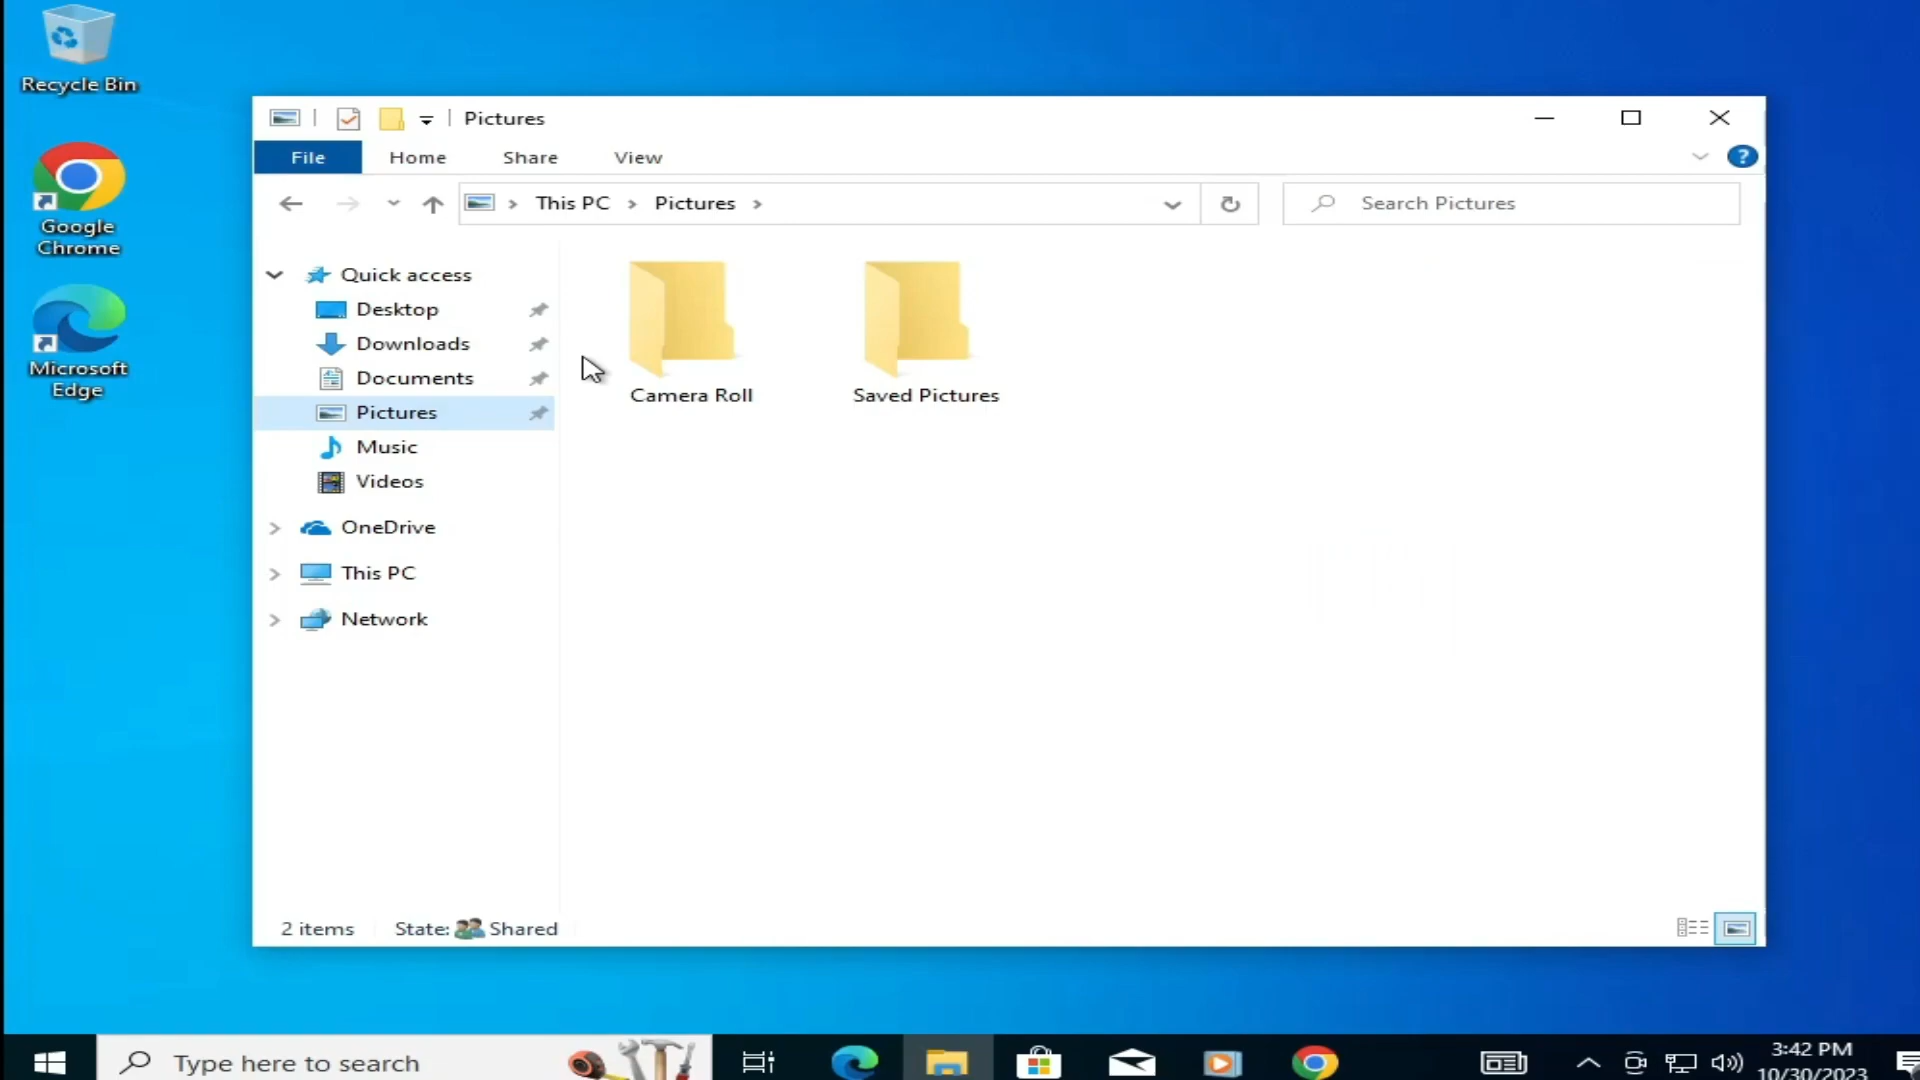 Recycle Bin
Google
Chrome
Microsoft
Edge
Pictures
File Home Share View
?
This PC Pictures
Search Pictures
Quick access
Desktop
Downloads
Documents
Pictures
Music
Videos
OneDrive
This PC
Network
Camera Roll
Saved Pictures
2 items State: Shared
Type here to search
3:42 PM
10/30/2023